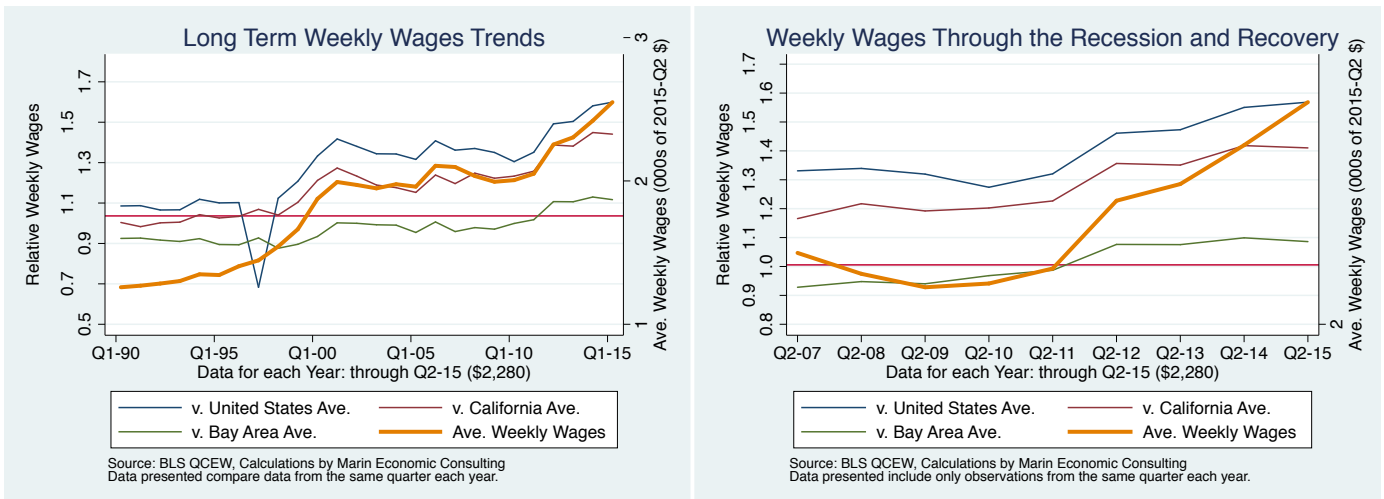 Long Term Weekly Wages Trends
Relative Weekly Wages
0.5 0.7 0.9 1.1 1.3 1.5 1.7
1 2 3
Ave. Weekly Wages (000s of 2015-Q2 $)
Q1-90 Q1-95 Q1-00 Q1-05 Q1-10 Q1-15
Data for each Year: through Q2-15 ($2,280)
v. United States Ave. v. California Ave.
v. Bay Area Ave. Ave. Weekly Wages
Source: BLS QCEW, Calculations by Marin Economic Consulting
Data presented compare data from the same quarter each year.
Weekly Wages Through the Recession and Recovery
Relative Weekly Wages
0.8 0.9 1.0 1.1 1.2 1.3 1.4 1.5 1.6 1.7
2
Ave. Weekly Wages (000s of 2015-Q2 $)
Q2-07 Q2-08 Q2-09 Q2-10 Q2-11 Q2-12 Q2-13 Q2-14 Q2-15
Data for each Year: through Q2-15 ($2,280)
v. United States Ave. v. California Ave.
v. Bay Area Ave. Ave. Weekly Wages
Source: BLS QCEW, Calculations by Marin Economic Consulting
Data presented include only observations from the same quarter each year.